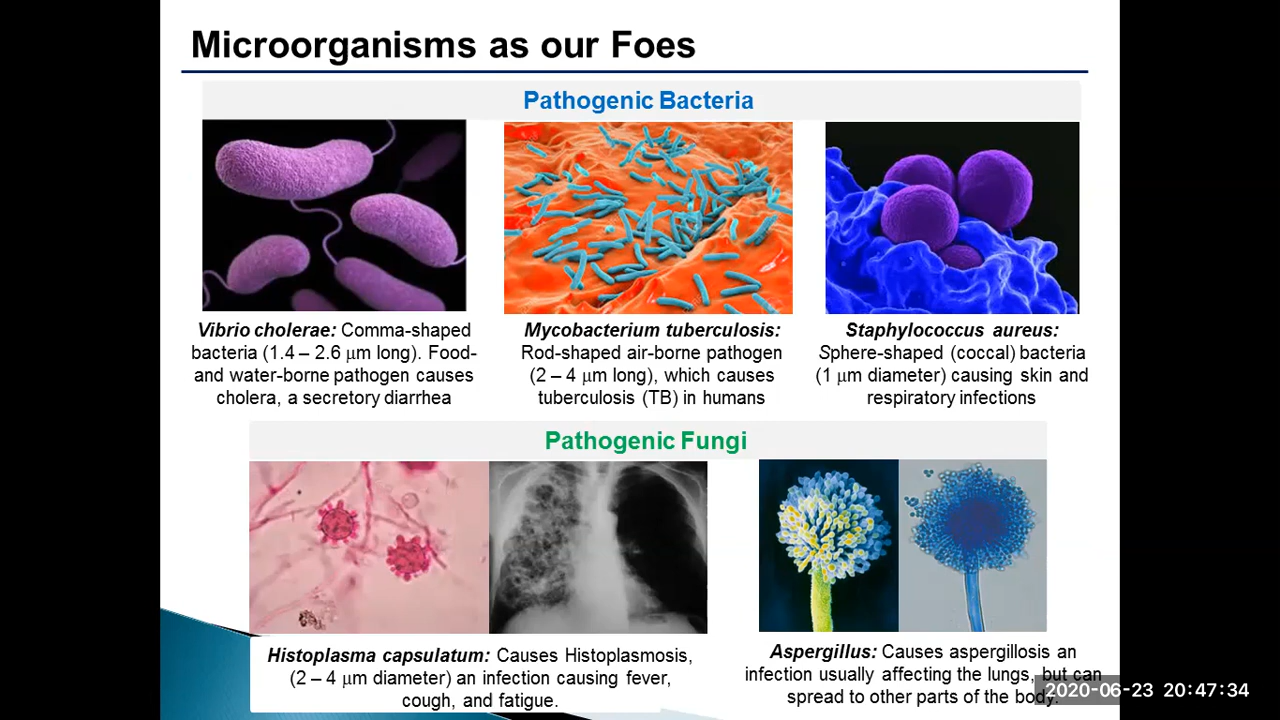 Microorganisms as our Foes
Pathogenic Bacteria
Vibrio cholerae: Comma-shaped
bacteria (1.4 – 2.6 μm long). Food-
and water-borne pathogen causes
cholera, a secretory diarrhea
Mycobacterium tuberculosis:
Rod-shaped air-borne pathogen
(2 – 4 μm long), which causes
tuberculosis (TB) in humans
Staphylococcus aureus:
Sphere-shaped (coccal) bacteria
(1 μm diameter) causing skin and
respiratory infections
Pathogenic Fungi
Histoplasma capsulatum: Causes Histoplasmosis,
(2 – 4 μm diameter) an infection causing fever,
cough, and fatigue.
Aspergillus: Causes aspergillosis an
infection usually affecting the lungs, but can
spread to other parts of the body.
2020-06-23 20:47:34